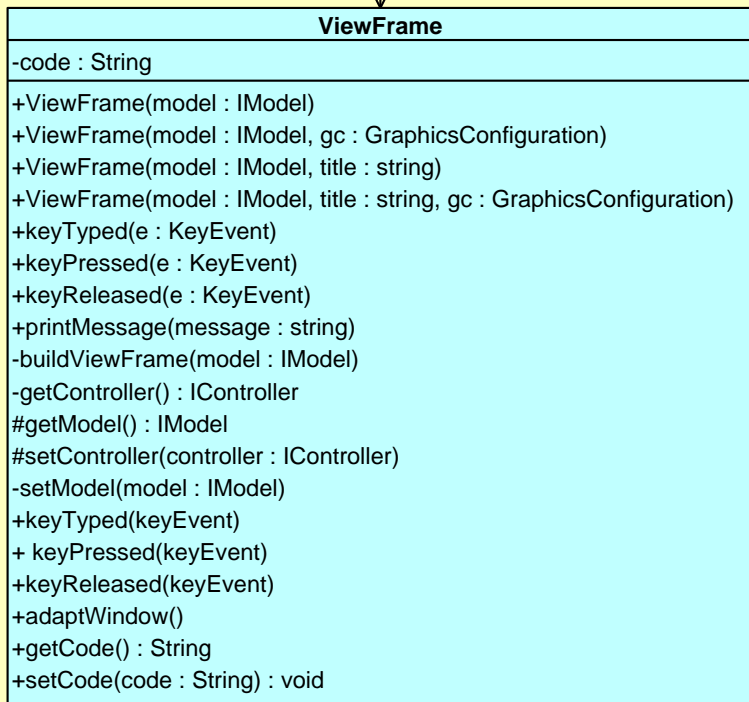 ViewFrame
-code : String
+ViewFrame(model : IModel)
+ViewFrame(model : IModel, gc : GraphicsConfiguration)
+ViewFrame(model : IModel, title : string)
+ViewFrame(model : IModel, title : string, gc : GraphicsConfiguration)
+keyTyped(e : KeyEvent)
+keyPressed(e : KeyEvent)
+keyReleased(e : KeyEvent)
+printMessage(message : string)
-buildViewFrame(model : IModel)
-getController() : IController
#getModel() : IModel
#setController(controller : IController)
-setModel(model : IModel)
+keyTyped(keyEvent)
+ keyPressed(keyEvent)
+keyReleased(keyEvent)
+adaptWindow()
+getCode() : String
+setCode(code : String) : void